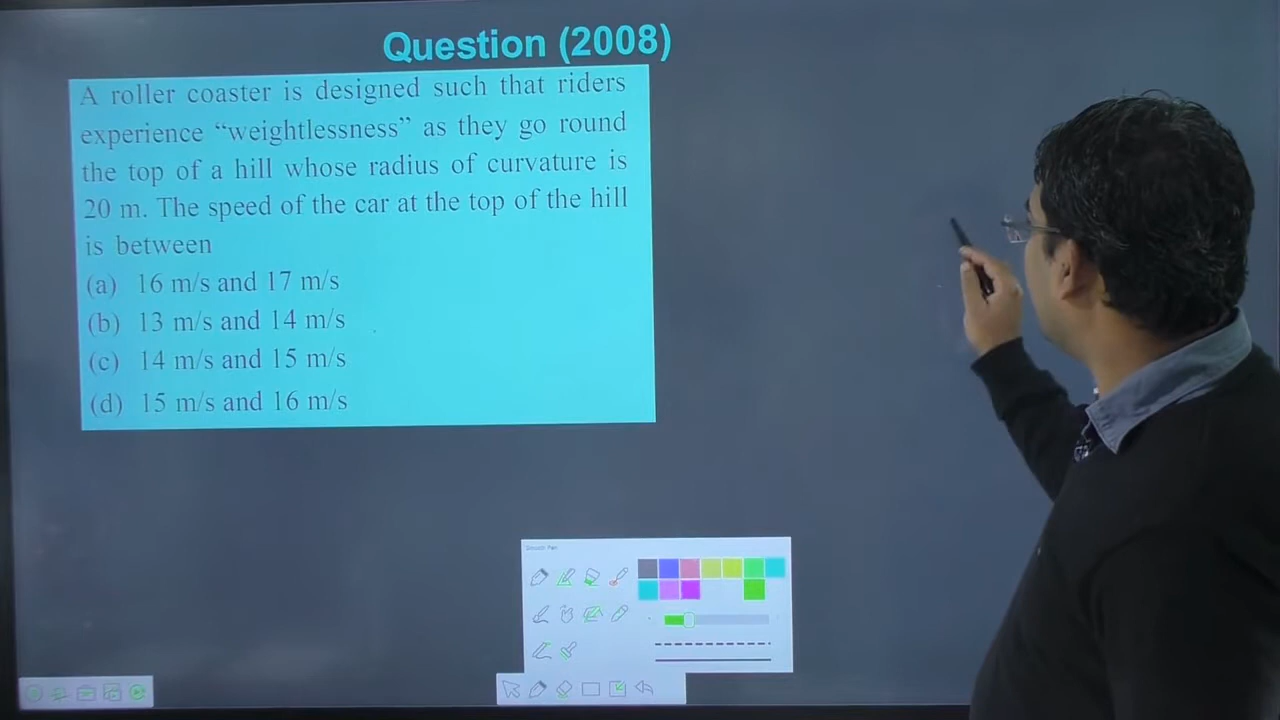 Question (2008)
A roller coaster is designed such that riders
experience “weightlessness” as they go round
the top of a hill whose radius of curvature is
20 m. The speed of the car at the top of the hill
is between
(a) 16 m/s and 17 m/s
(b) 13 m/s and 14 m/s
(c) 14 m/s and 15 m/s
(d) 15 m/s and 16 m/s
Smooth Pen